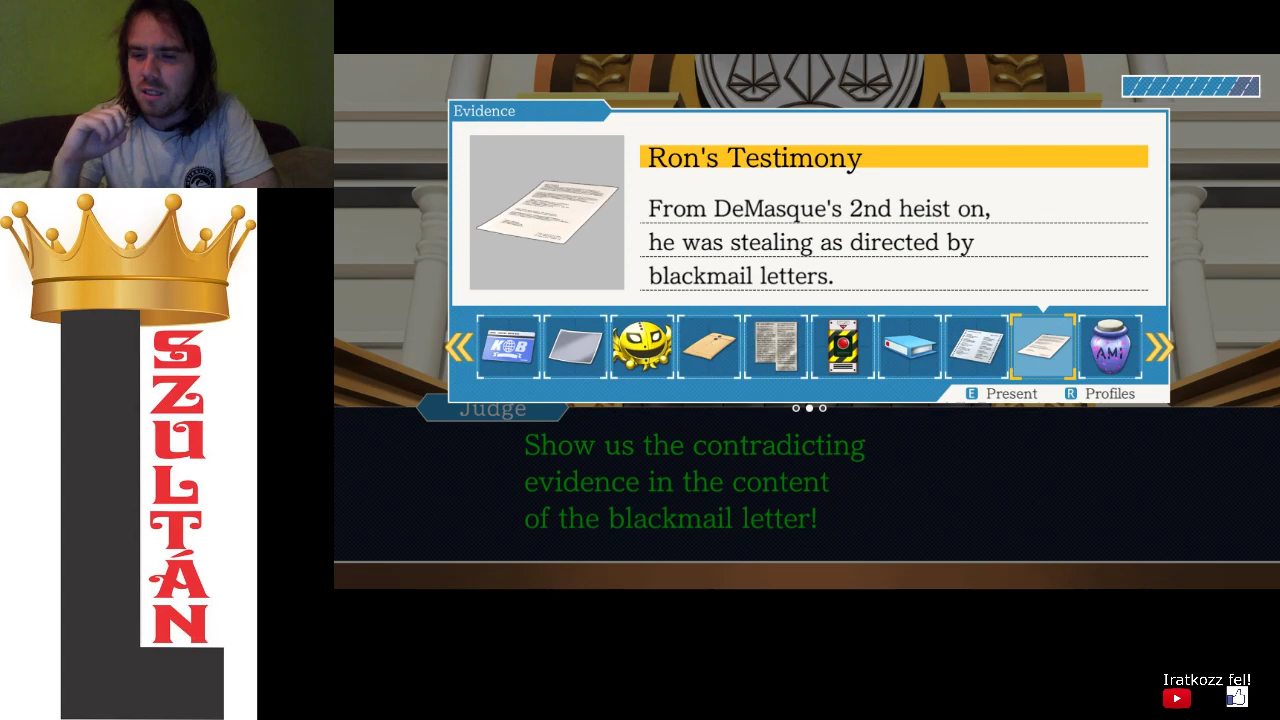 Evidence
Ron's Testimony
From DeMasque's 2nd heist on,
he was stealing as directed by
blackmail letters.
K B
AMI
E Present R Profiles
Judge
Show us the contradicting
evidence in the content
of the blackmail letter!
L
SZULTÁN
Iratkozz fel!